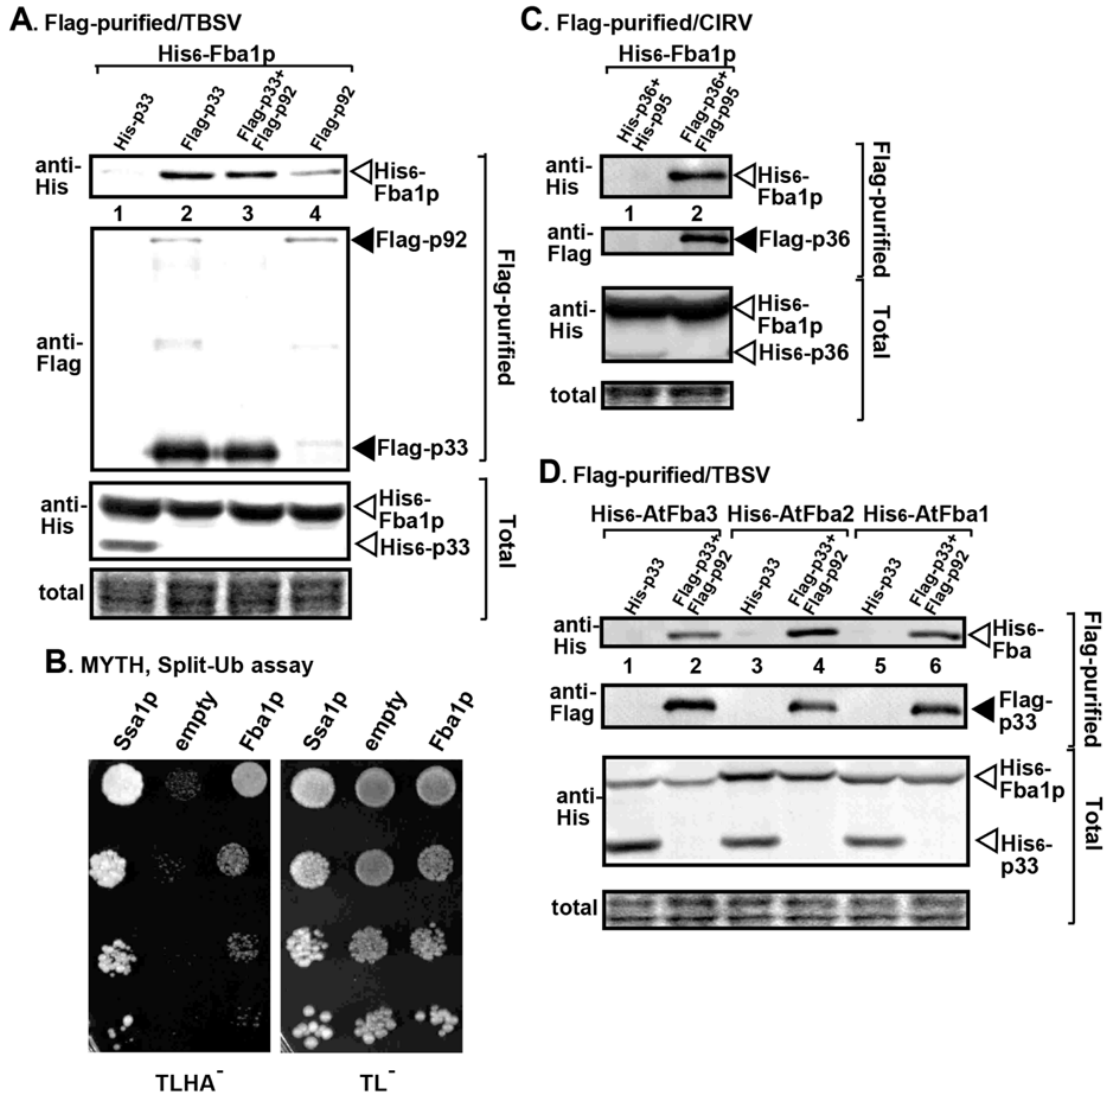 A. Flag-purified/TBSV
His6-Fba1p
His-p33
Flag-p33
Flag-p33+
Flag-p92
Flag-p92
anti-
His
His6-
Fba1p
1 2 3 4
Flag-p92
anti-
Flag
Flag-p33
Flag-purified
anti-
His
His6-
Fba1p
His6-p33
total
Total
B. MYTH, Split-Ub assay
Ssa1p
empty
Fba1p
Ssa1p
empty
Fba1p
TLHA-
TL-
C. Flag-purified/CIRV
His6-Fba1p
His-p36+
His-p95
Flag-p36+
Flag-p95
anti-
His
His6-
Fba1p
1 2
anti-
Flag
Flag-p36
Flag-purified
anti-
His
His6-
Fba1p
His6-p36
total
Total
D. Flag-purified/TBSV
His6-AtFba3 His6-AtFba2 His6-AtFba1
His-p33
Flag-p33+
Flag-p92
His-p33
Flag-p33+
Flag-p92
His-p33
Flag-p33+
Flag-p92
anti-
His
His6-
Fba
1 2 3 4 5 6
anti-
Flag
Flag-
p33
Flag-purified
anti-
His
His6-
Fba1p
His6-
p33
total
Total